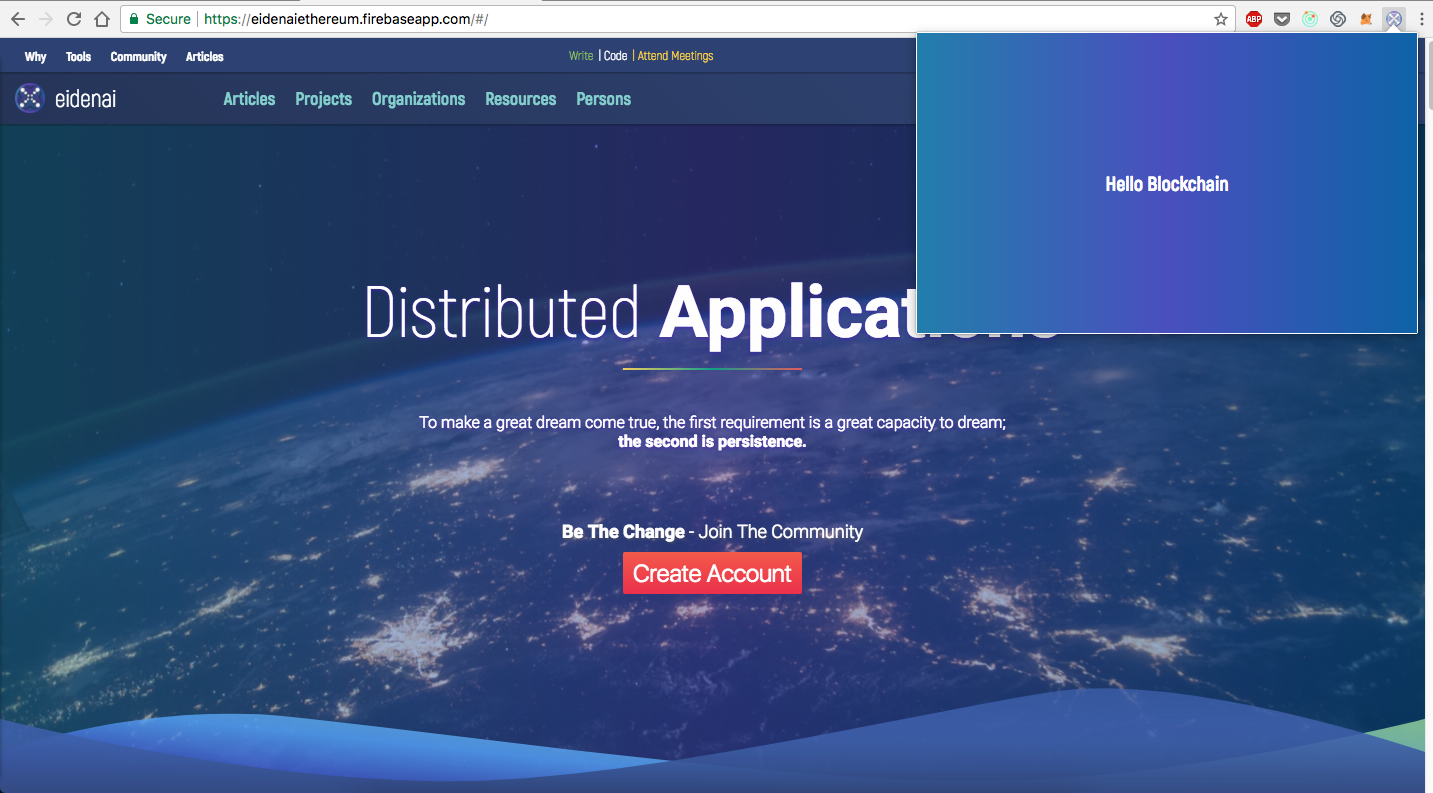 Secure | https://eidenaiethereum.firebaseapp.com/#/
ABP
Why Tools Community Articles
Write | Code | Attend Meetings
eidenai
Articles Projects Organizations Resources Persons
Hello Blockchain
Distributed Applicat
To make a great dream come true, the first requirement is a great capacity to dream;
the second is persistence.
Be The Change - Join The Community
Create Account